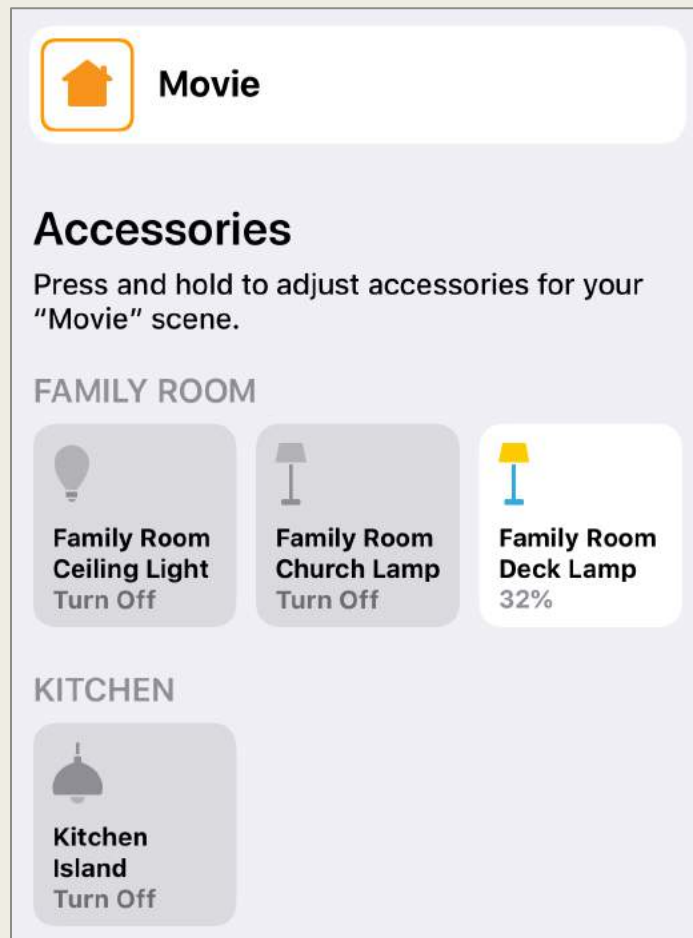 Movie
Accessories
Press and hold to adjust accessories for your
“Movie” scene.
FAMILY ROOM
Family Room
Ceiling Light
Turn Off
Family Room
Church Lamp
Turn Off
Family Room
Deck Lamp
32%
KITCHEN
Kitchen
Island
Turn Off